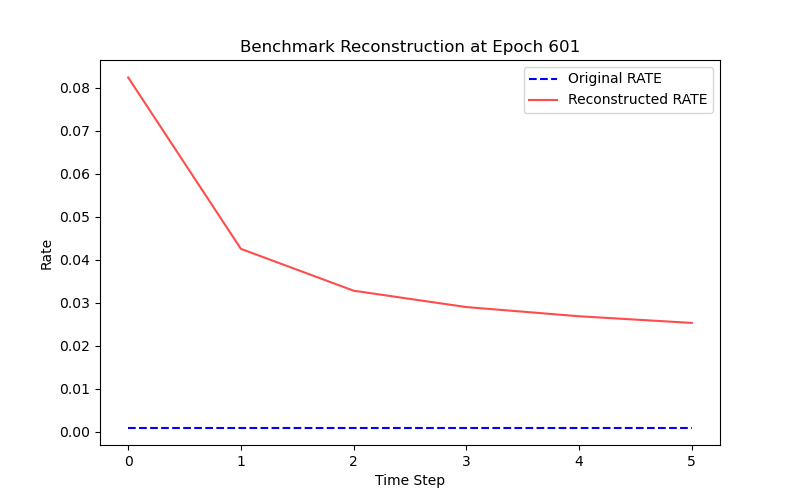 Benchmark Reconstruction at Epoch 601
Original RATE
Reconstructed RATE
Rate
0.08
0.07
0.06
0.05
0.04
0.03
0.02
0.01
0.00
0 1 2 3 4 5
Time Step